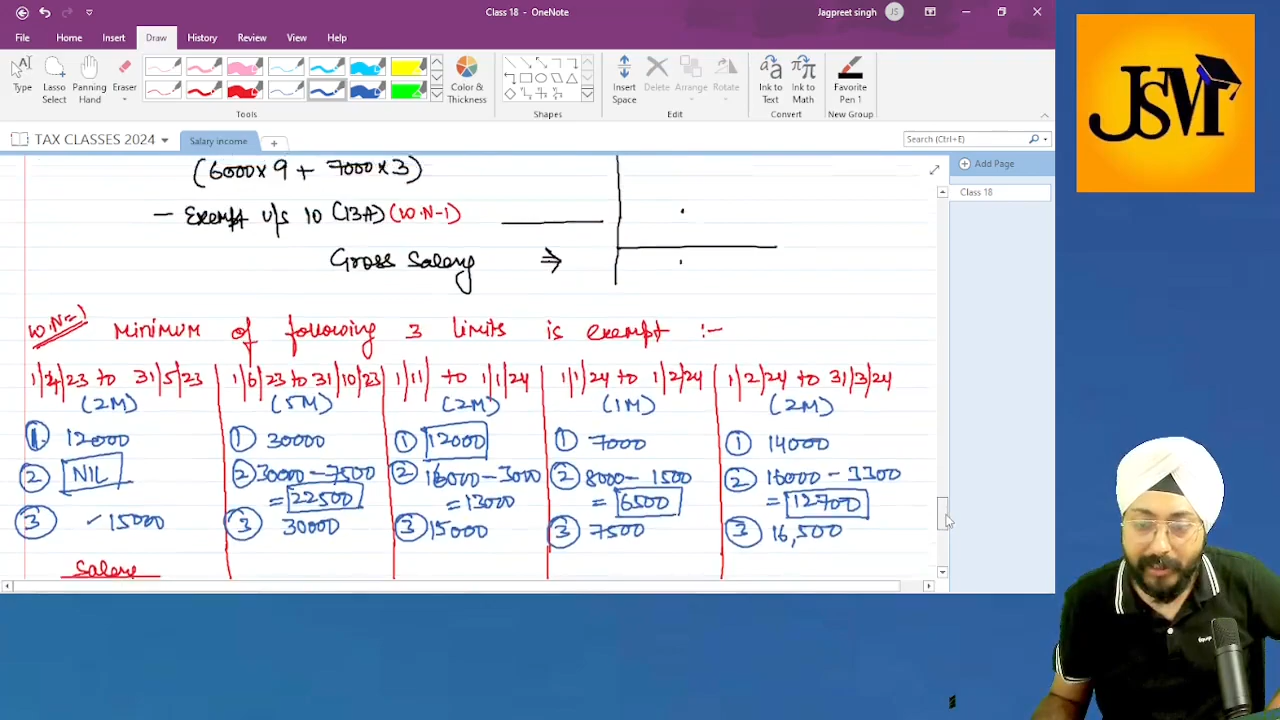 Class 18 - OneNote
Jagpreet singh JS
File Home Insert Draw History Review View Help
Type
Lasso Select
Panning Hand
Eraser
Color & Thickness
Insert Space
Delete
Arrange
Rotate
Ink to Text
Ink to Math
Favorite Pen 1
Tools Shapes Edit Convert New Group
TAX CLASSES 2024 Salary income + Search (Ctrl+E)
Add Page
Class 18
(6000×9 + 7000×3)
- Exempt u/s 10 (13A) (W.N-1)
Gross Salary ⇒
W.N=1 Minimum of following 3 limits is exempt :-
1|4|23 to 31|5|23 1|6|23 to 31|10|23 1|11| to 1|1|24 1|1|24 to 1|2|24 1|2|24 to 31|3|24
(2M) (5M) (2M) (1M) (2M)
① 12000 ① 30000 ① 12000 ① 7000 ① 14000
② NIL ② 30000-7500 ② 16000-3000 ② 8000-1500 ② 16000-3300
= 22500 = 13000 = 6500 = 12700
③ 15000 ③ 30000 ③ 15000 ③ 7500 ③ 16,500
Salary
JSM